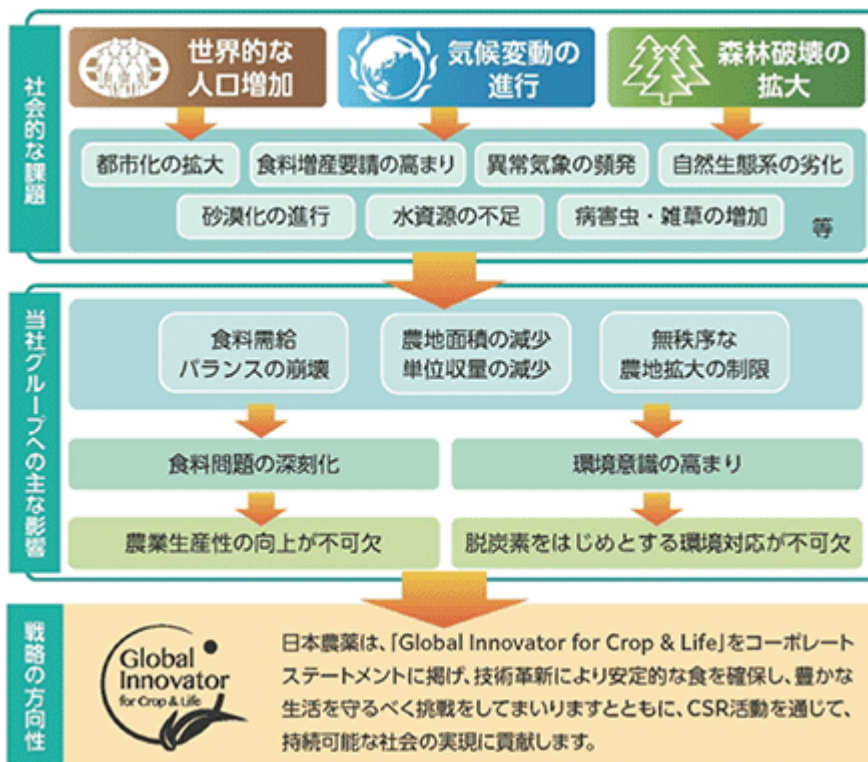 社会的な課題
世界的な
人口増加
気候変動の
進行
森林破壊の
拡大
都市化の拡大
食料増産要請の高まり
異常気象の頻発
自然生態系の劣化
砂漠化の進行
水資源の不足
病害虫・雑草の増加
等
当社グループへの主な影響
食料需給
バランスの崩壊
農地面積の減少
単位収量の減少
無秩序な
農地拡大の制限
食料問題の深刻化
環境意識の高まり
農業生産性の向上が不可欠
脱炭素をはじめとする環境対応が不可欠
戦略の方向性
Global
Innovator
for Crop & Life
日本農薬は、「Global Innovator for Crop & Life」をコーポレート
ステートメントに掲げ、技術革新により安定的な食を確保し、豊かな
生活を守るべく挑戦をしてまいりますとともに、CSR活動を通じて、
持続可能な社会の実現に貢献します。